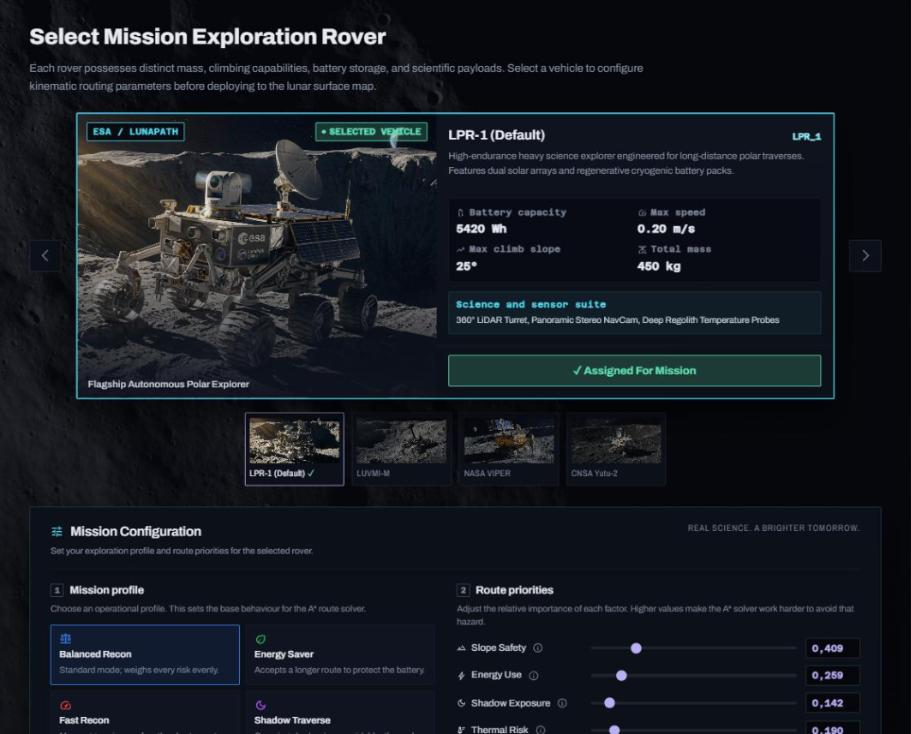 Select Mission Exploration Rover
Each rover possesses distinct mass, climbing capabilities, battery storage, and scientific payloads. Select a vehicle to configure
kinematic routing parameters before deploying to the lunar surface map.
ESA / LUNAPATH
SELECTED VEHICLE
esa
Flagship Autonomous Polar Explorer
LPR-1 (Default)
LPR_1
High-endurance heavy science explorer engineered for long-distance polar traverses.
Features dual solar arrays and regenerative cryogenic battery packs.
Battery capacity
5420 Wh
Max speed
0.20 m/s
Max climb slope
25°
Total mass
450 kg
Science and sensor suite
360° LiDAR Turret, Panoramic Stereo NavCam, Deep Regolith Temperature Probes
✓ Assigned For Mission
LPR-1 (Default) ✓
LUVMI-M
NASA VIPER
CNSA Yutu-2
Mission Configuration
Set your exploration profile and route priorities for the selected rover.
REAL SCIENCE. A BRIGHTER TOMORROW.
1 Mission profile
Choose an operational profile. This sets the base behaviour for the A* route solver.
Balanced Recon
Standard mode; weighs every risk evenly.
Energy Saver
Accepts a longer route to protect the battery.
Fast Recon
Shadow Traverse
2 Route priorities
Adjust the relative importance of each factor. Higher values make the A* solver work harder to avoid that
hazard.
Slope Safety
0,409
Energy Use
0,259
Shadow Exposure
0,142
Thermal Risk
0,190